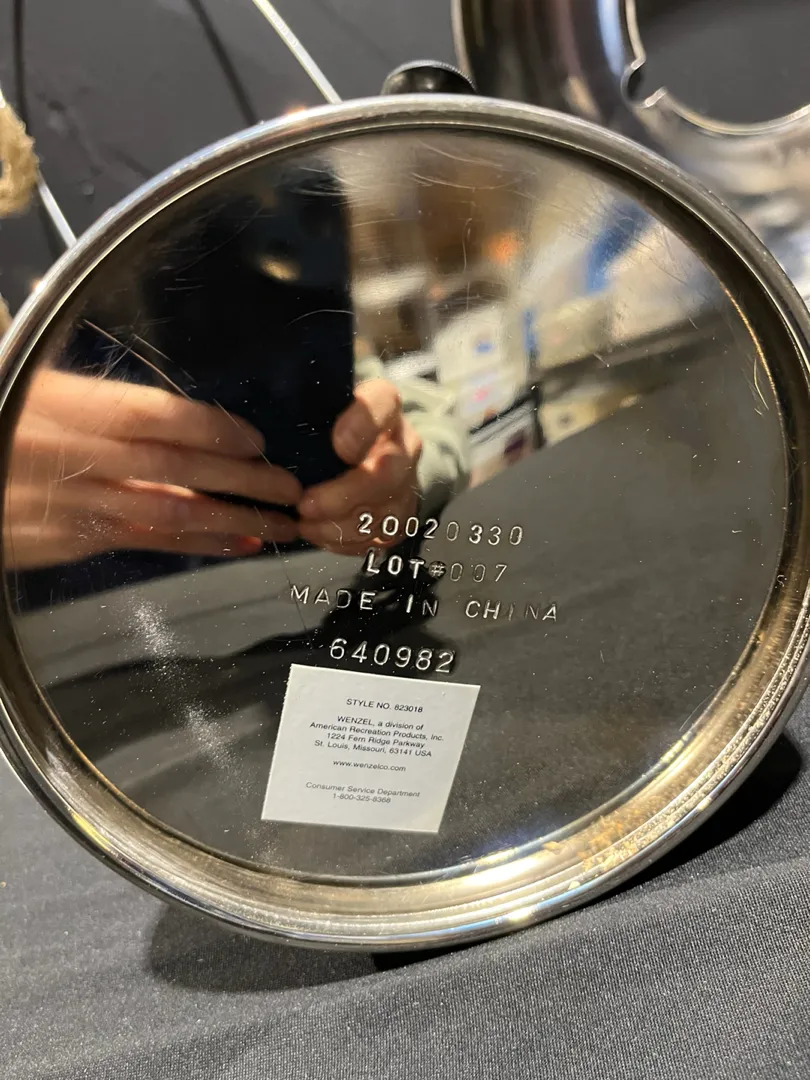 20020330
LOT#007
MADE IN CHINA
640982
STYLE NO. 823018
WENZEL, a division of
American Recreation Products, Inc.
1224 Fern Ridge Parkway
St. Louis, Missouri, 63141 USA
www.wenzelco.com
Consumer Service Department
1-800-325-8368